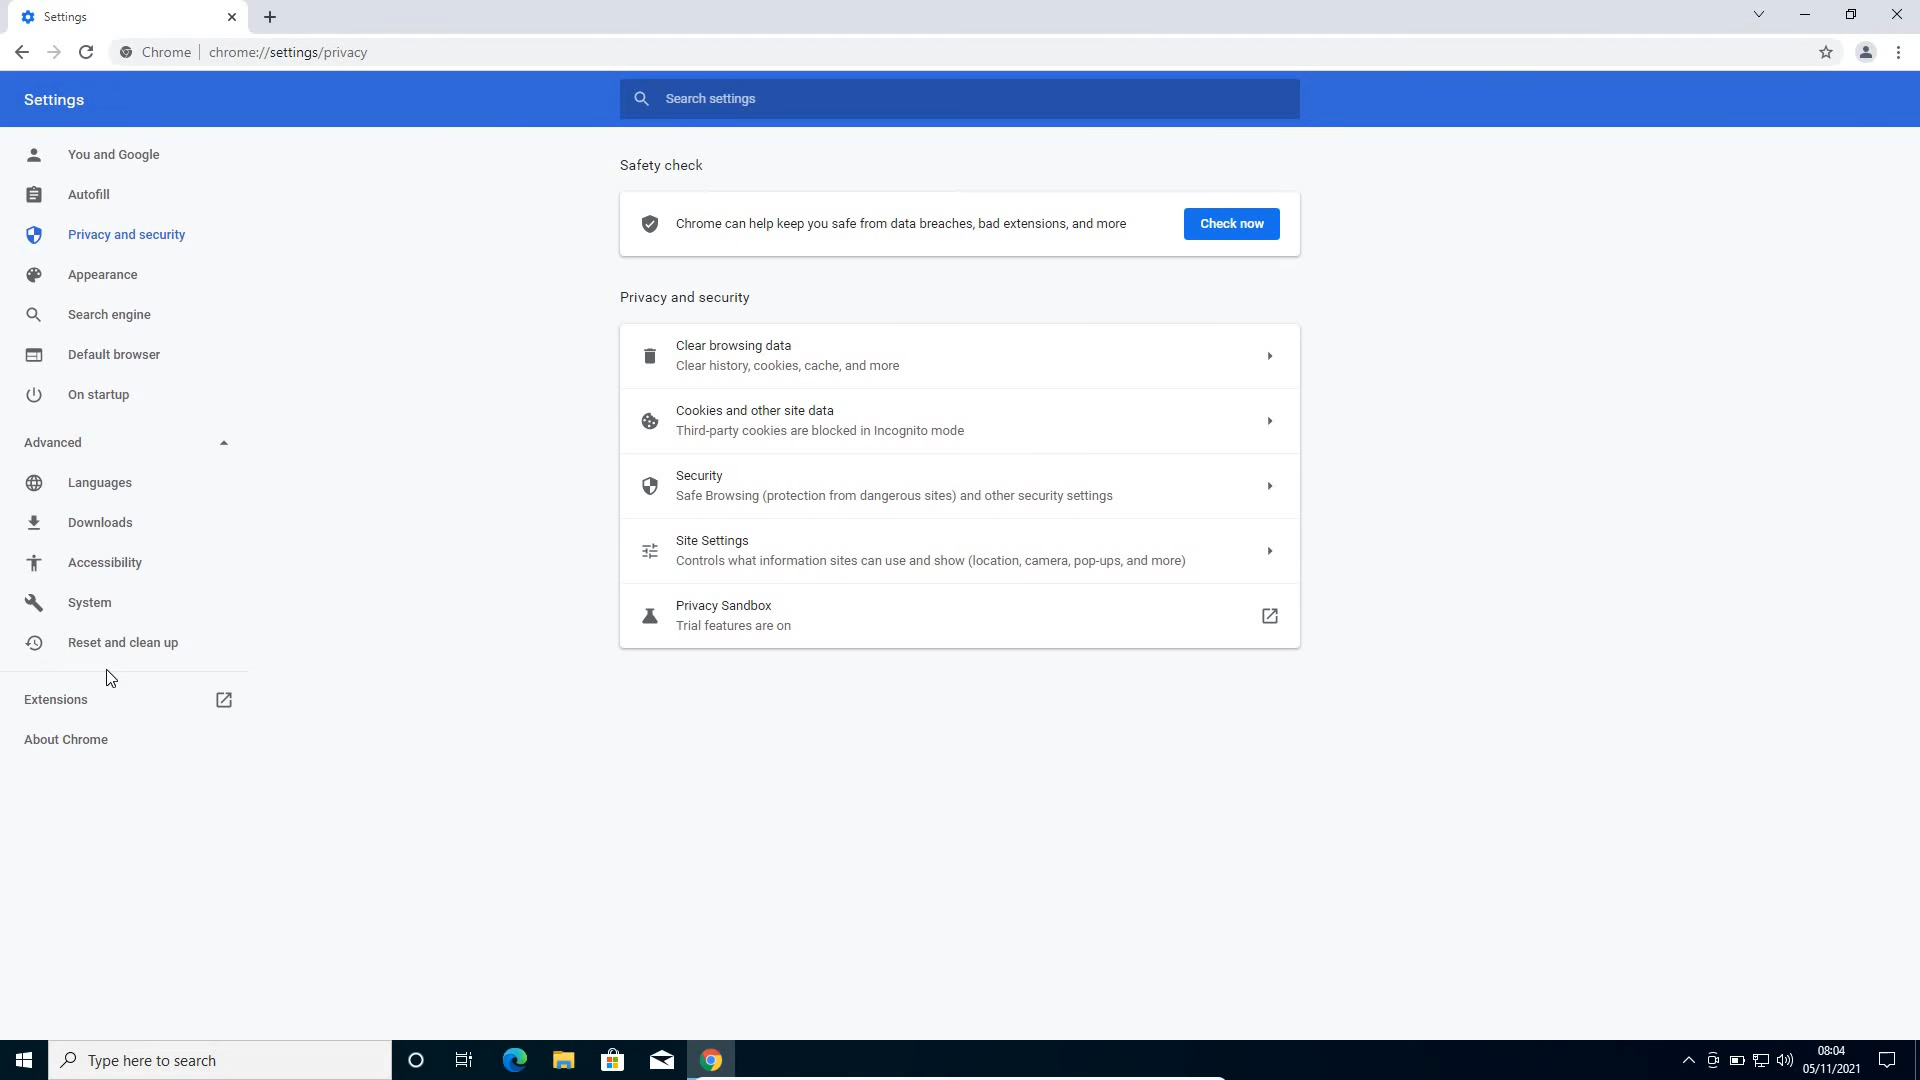 Settings
Chrome
chrome://settings/privacy
Settings
Search settings
You and Google
Autofill
Privacy and security
Appearance
Search engine
Default browser
On startup
Advanced
Languages
Downloads
Accessibility
System
Reset and clean up
Extensions
About Chrome
Safety check
Chrome can help keep you safe from data breaches, bad extensions, and more
Check now
Privacy and security
Clear browsing data
Clear history, cookies, cache, and more
Cookies and other site data
Third-party cookies are blocked in Incognito mode
Security
Safe Browsing (protection from dangerous sites) and other security settings
Site Settings
Controls what information sites can use and show (location, camera, pop-ups, and more)
Privacy Sandbox
Trial features are on
Type here to search
08:04
05/11/2021